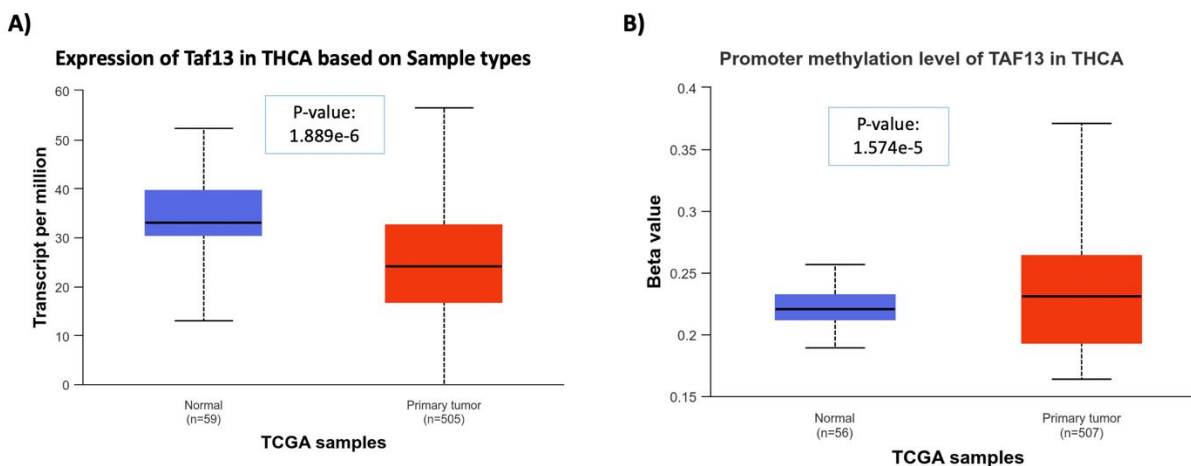 A)
Expression of Taf13 in THCA based on Sample types
P-value:
1.889e-6
Transcript per million
60
50
40
30
20
10
0
Normal
(n=59)
Primary tumor
(n=505)
TCGA samples
B)
Promoter methylation level of TAF13 in THCA
P-value:
1.574e-5
Beta value
0.4
0.35
0.3
0.25
0.2
0.15
Normal
(n=56)
Primary tumor
(n=507)
TCGA samples